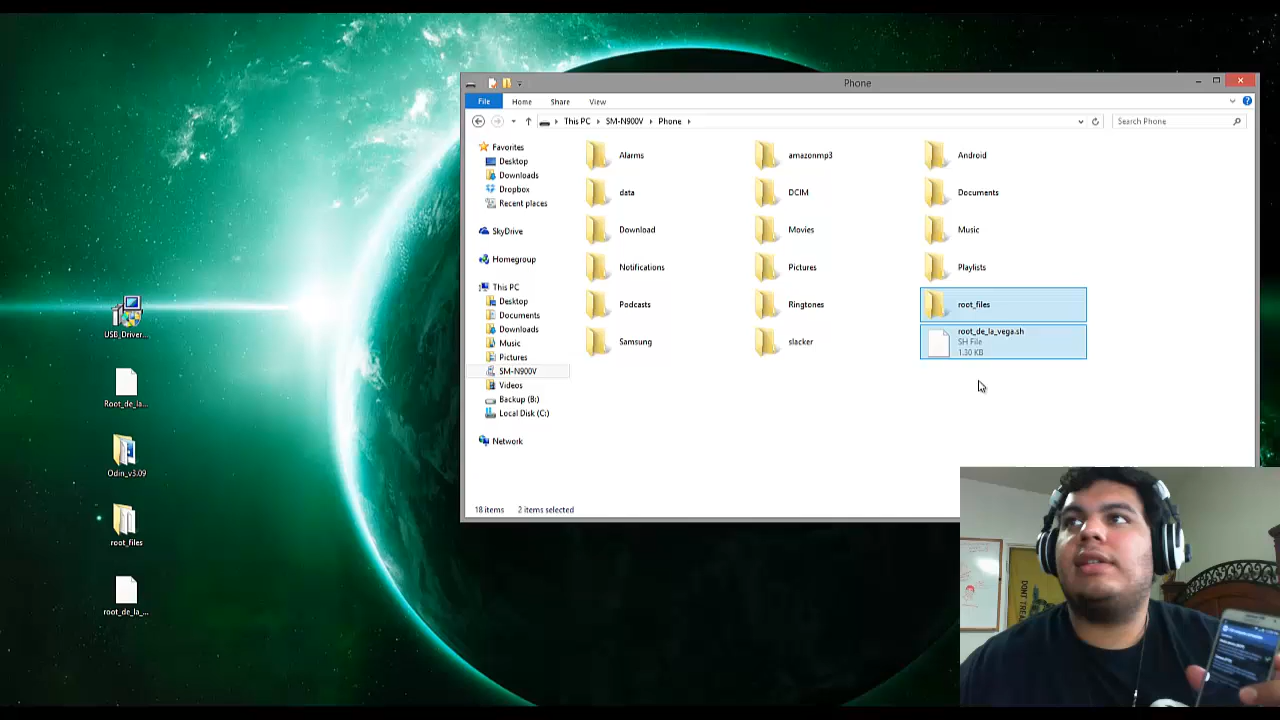 Phone
File Home Share View
This PC SM-N900V Phone
Search Phone
Favorites
Desktop
Downloads
Dropbox
Recent places
SkyDrive
Homegroup
This PC
Desktop
Documents
Downloads
Music
Pictures
SM-N900V
Videos
Backup (B:)
Local Disk (C:)
Network
Alarms amazonmp3 Android
data DCIM Documents
Download Movies Music
Notifications Pictures Playlists
Podcasts Ringtones root_files
Samsung slacker root_de_la_vega.sh
SH File
1.30 KB
18 items 2 items selected
USB_Driver...
Root_de_la...
Odin_v3.09
root_files
root_de_la_...
DONT TRE